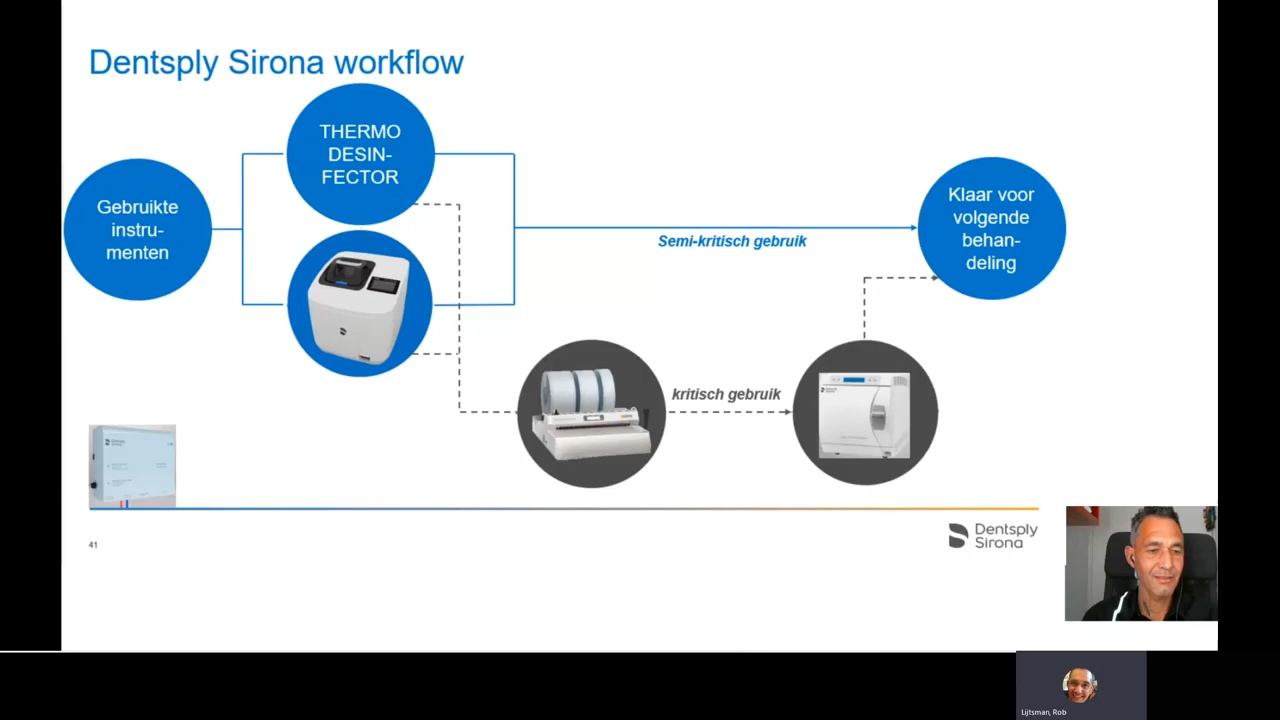 Dentsply Sirona workflow
THERMO
DESIN-
FECTOR
Gebruikte
instru-
menten
Klaar voor
volgende
behan-
deling
Semi-kritisch gebruik
kritisch gebruik
41
Dentsply
Sirona
Lijtsman, Rob